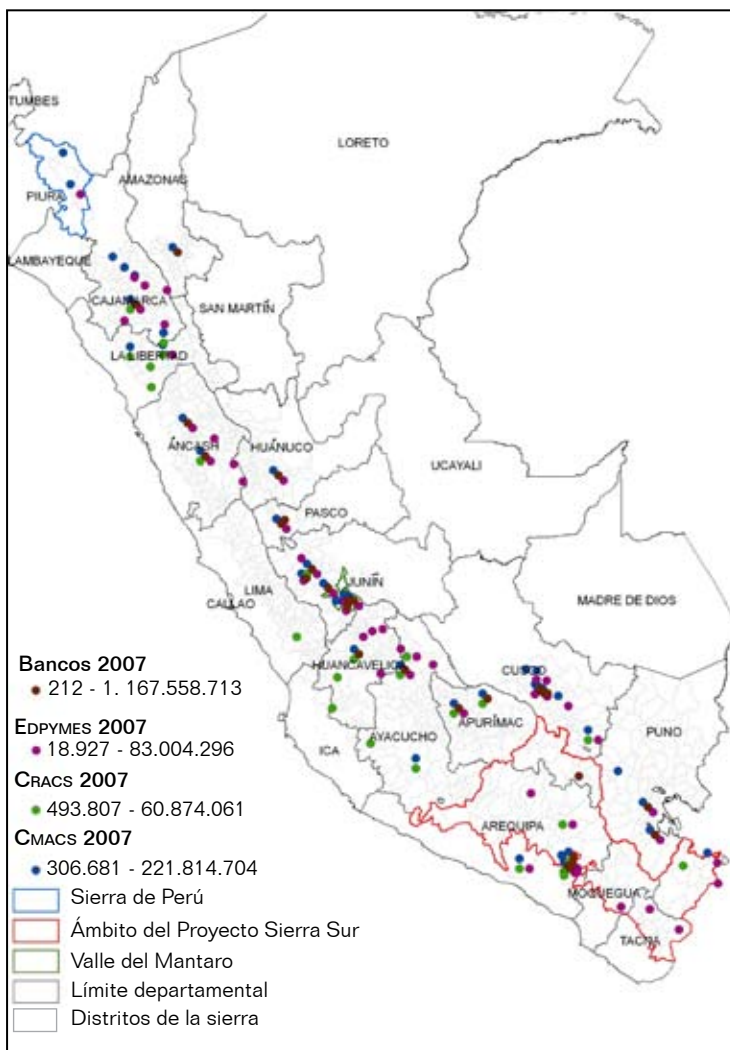 TUMBES
LORETO
AMAZONAS
PIURA
LAMBAYEQUE
SAN MARTÍN
CAJAMARCA
LA LIBERTAD
ÁNCASH
HUÁNUCO
UCAYALI
PASCO
JUNÍN
LIMA
CALLAO
MADRE DE DIOS
HUANCAVELICA
CUSCO
APURÍMAC
PUNO
ICA
AYACUCHO
AREQUIPA
MOQUEGUA
TACNA
BANCOS 2007
212 - 1. 167.558.713
EDPYMES 2007
18.927 - 83.004.296
CRACS 2007
493.807 - 60.874.061
CMACS 2007
306.681 - 221.814.704
Sierra de Perú
Ámbito del Proyecto Sierra Sur
Valle del Mantaro
Límite departamental
Distritos de la sierra